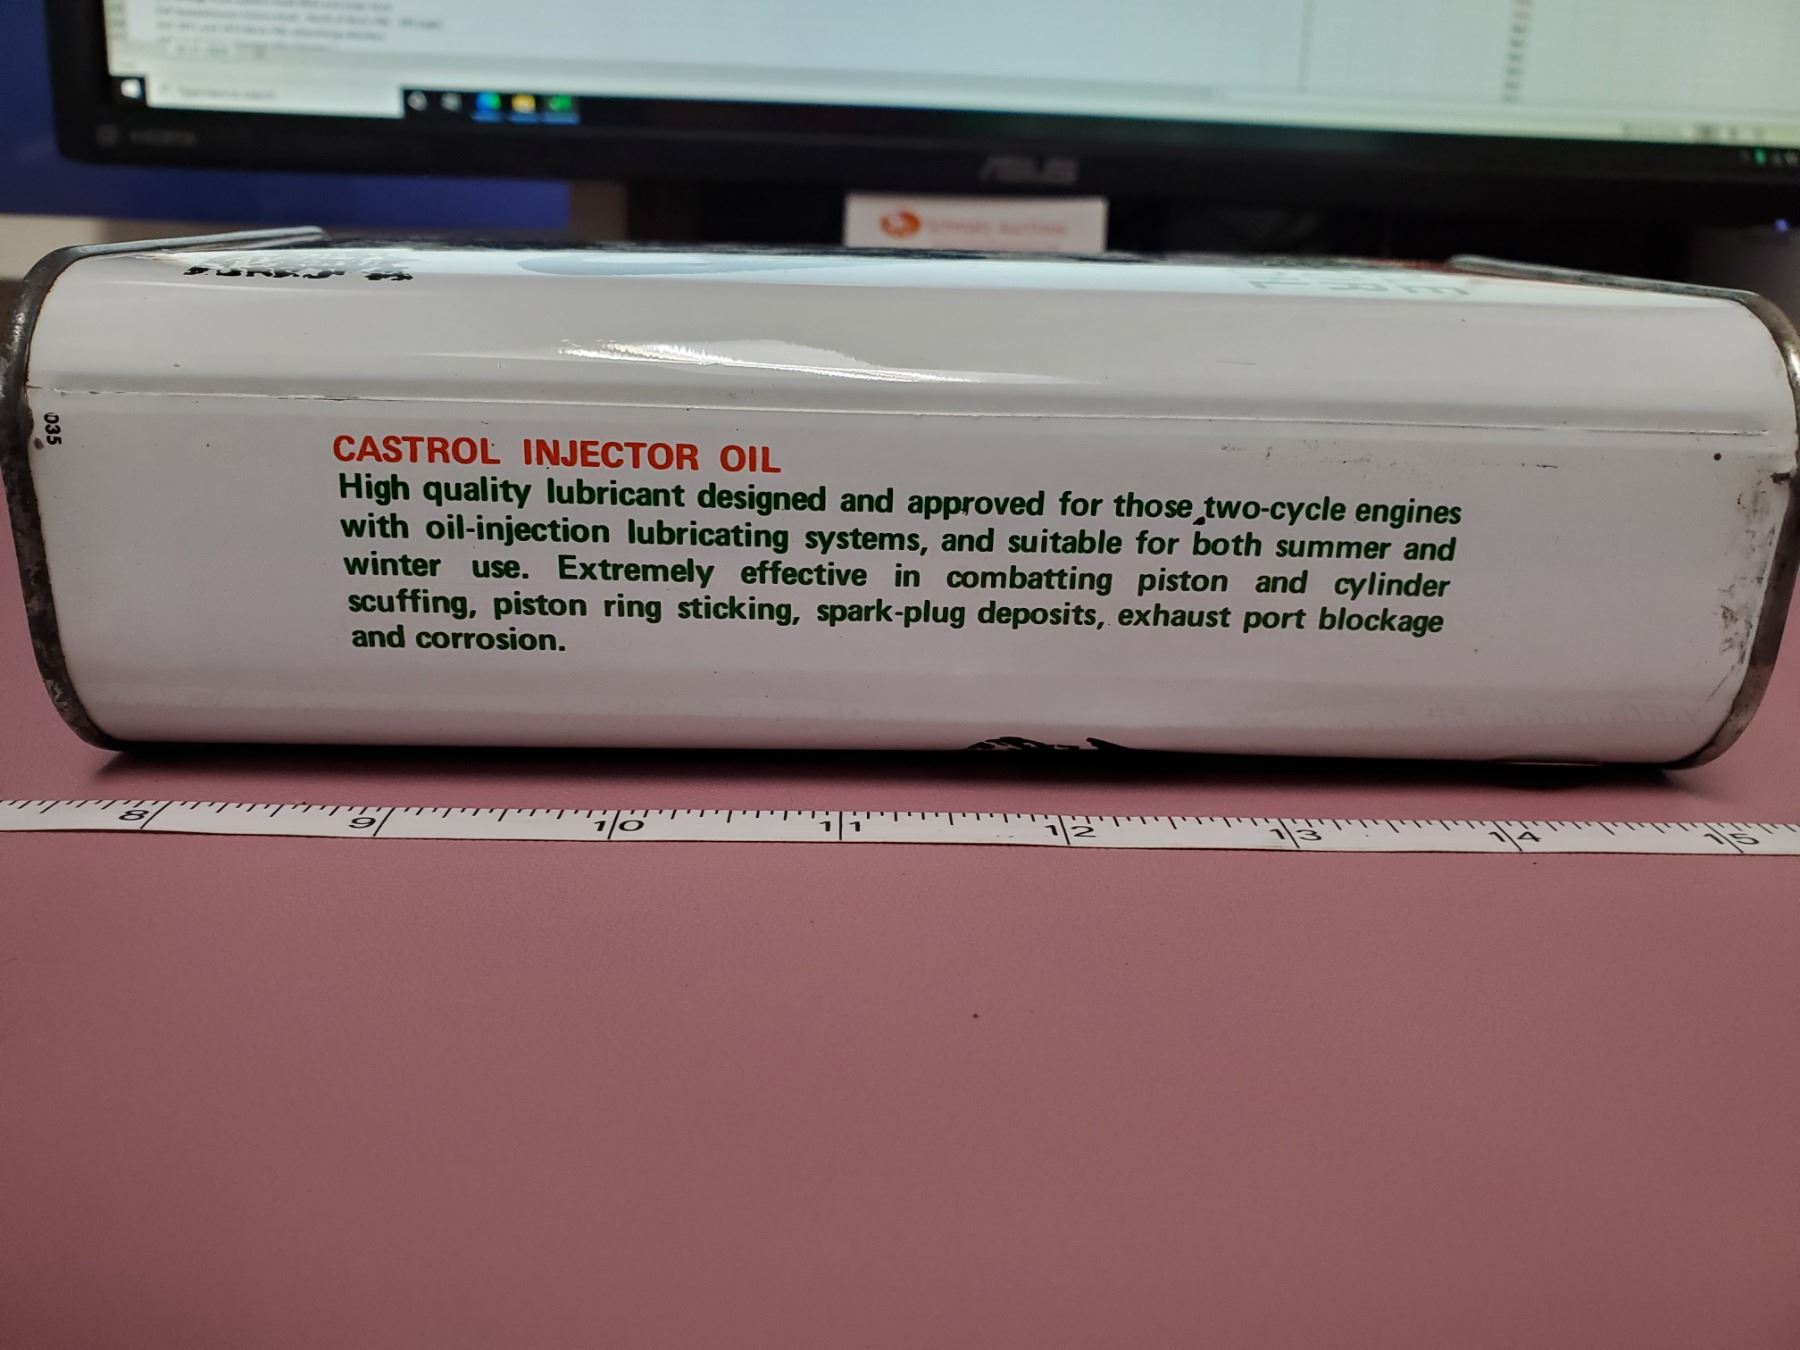 ASUS
035
CASTROL INJECTOR OIL
High quality lubricant designed and approved for those two-cycle engines
with oil-injection lubricating systems, and suitable for both summer and
winter use. Extremely effective in combatting piston and cylinder
scuffing, piston ring sticking, spark-plug deposits, exhaust port blockage
and corrosion.
8 9 10 11 12 13 14 15